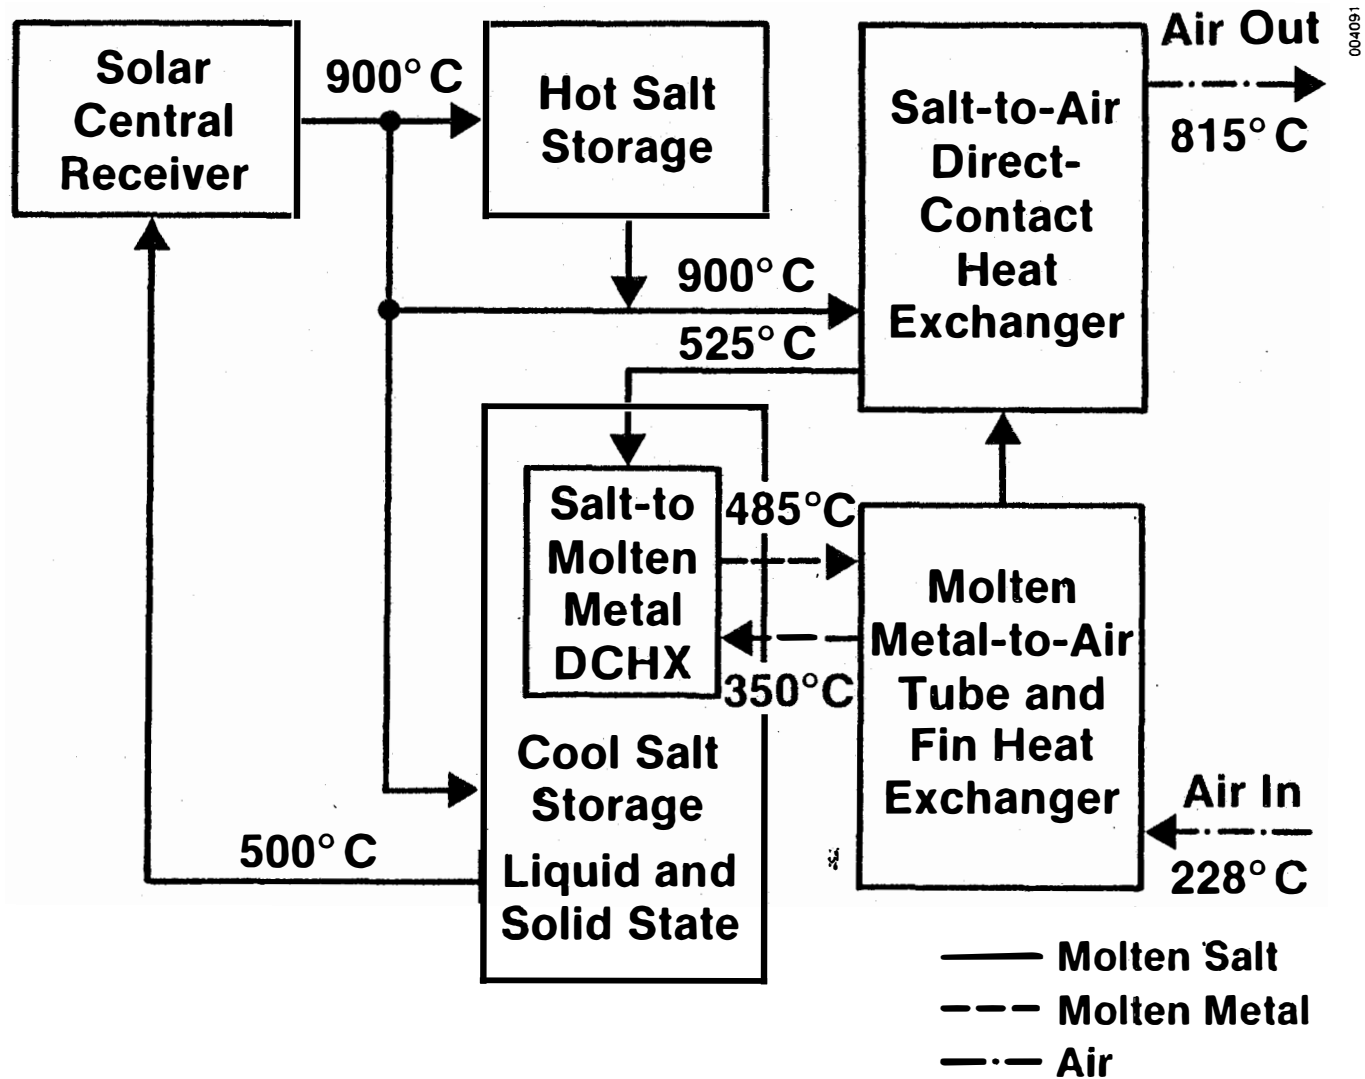 004091
Solar
Central
Receiver
900° C
Hot Salt
Storage
Salt-to-Air
Direct-
Contact
Heat
Exchanger
Air Out
815° C
900° C
525° C
Salt-to
Molten
Metal
DCHX
485°C
350°C
Molten
Metal-to-Air
Tube and
Fin Heat
Exchanger
Air In
228° C
Cool Salt
Storage
Liquid and
Solid State
500° C
Molten Salt
Molten Metal
Air